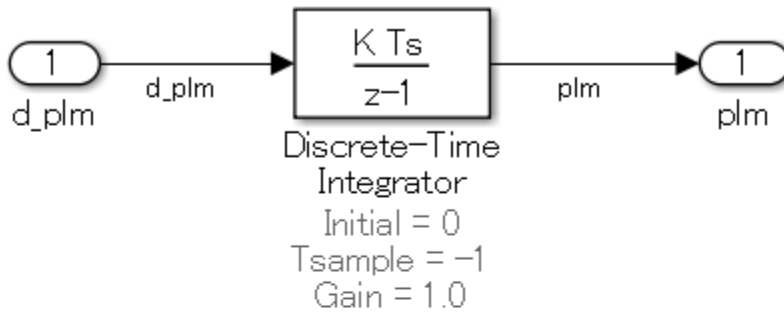 1
d_plm
d_plm
K Ts
z-1
plm
1
plm
Discrete-Time
Integrator
Initial = 0
Tsample = -1
Gain = 1.0